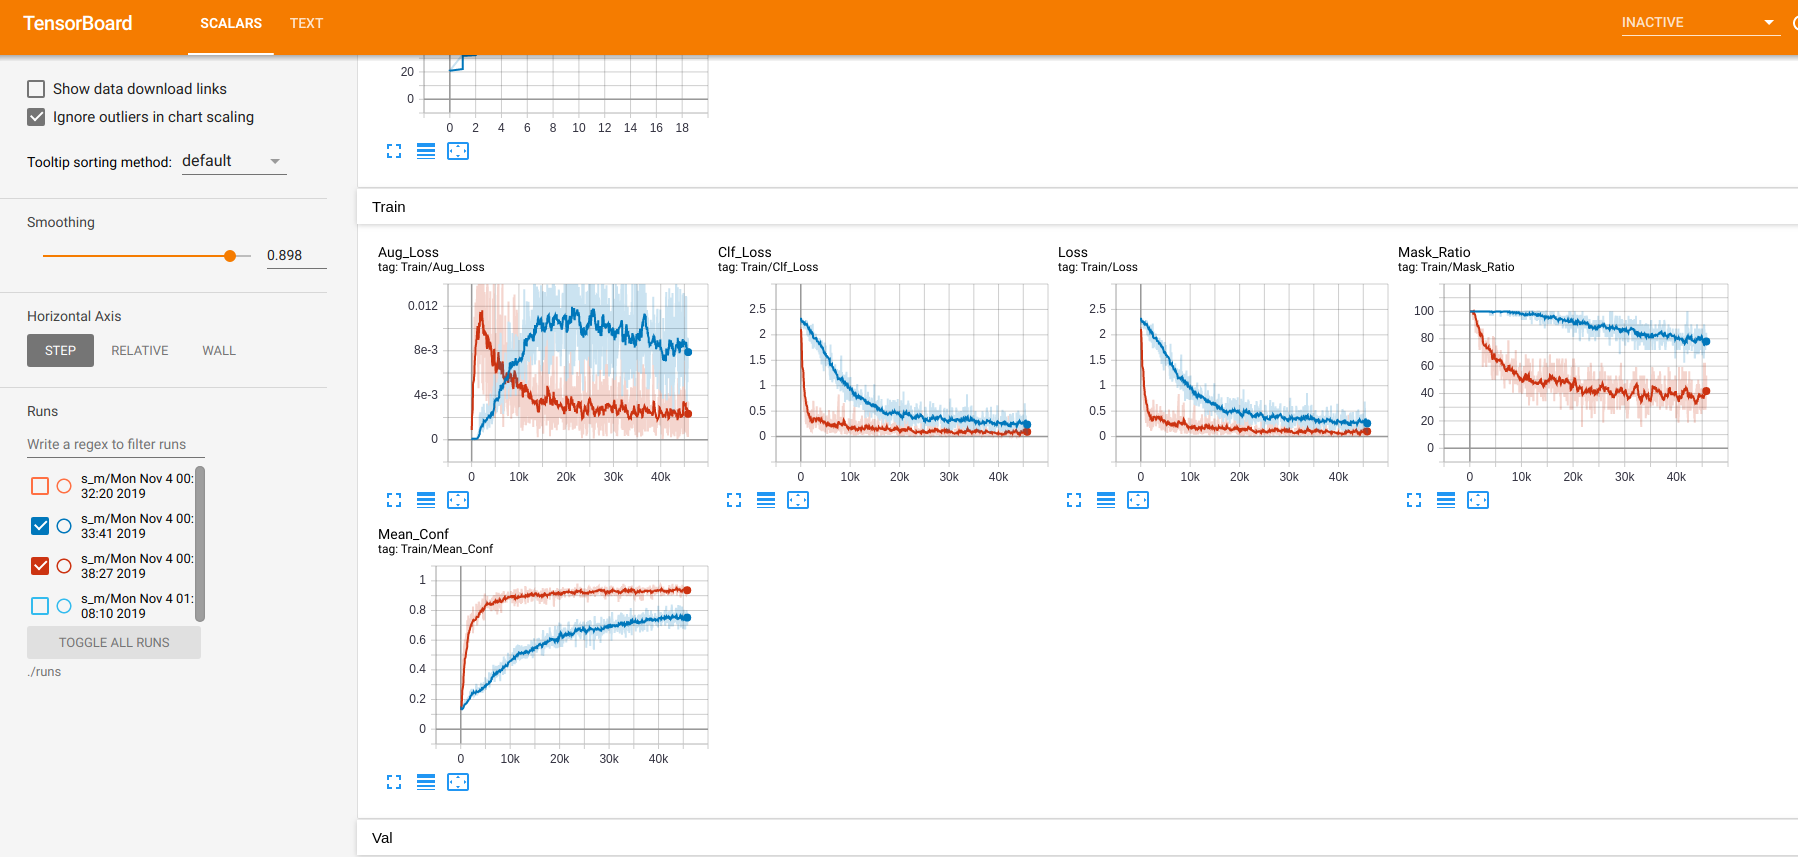 TensorBoard
SCALARS
TEXT
INACTIVE
Show data download links
Ignore outliers in chart scaling
Tooltip sorting method: default
Smoothing
0.898
Horizontal Axis
STEP
RELATIVE
WALL
Runs
Write a regex to filter runs
s_m/Mon Nov 4 00:
32:20 2019
s_m/Mon Nov 4 00:
33:41 2019
s_m/Mon Nov 4 00:
38:27 2019
s_m/Mon Nov 4 01:
08:10 2019
TOGGLE ALL RUNS
./runs
20
0
0 2 4 6 8 10 12 14 16 18
Train
Aug_Loss
tag: Train/Aug_Loss
0.012
8e-3
4e-3
0
0 10k 20k 30k 40k
Clf_Loss
tag: Train/Clf_Loss
2.5
2
1.5
1
0.5
0
0 10k 20k 30k 40k
Loss
tag: Train/Loss
2.5
2
1.5
1
0.5
0
0 10k 20k 30k 40k
Mask_Ratio
tag: Train/Mask_Ratio
100
80
60
40
20
0
0 10k 20k 30k 40k
Mean_Conf
tag: Train/Mean_Conf
1
0.8
0.6
0.4
0.2
0
0 10k 20k 30k 40k
Val